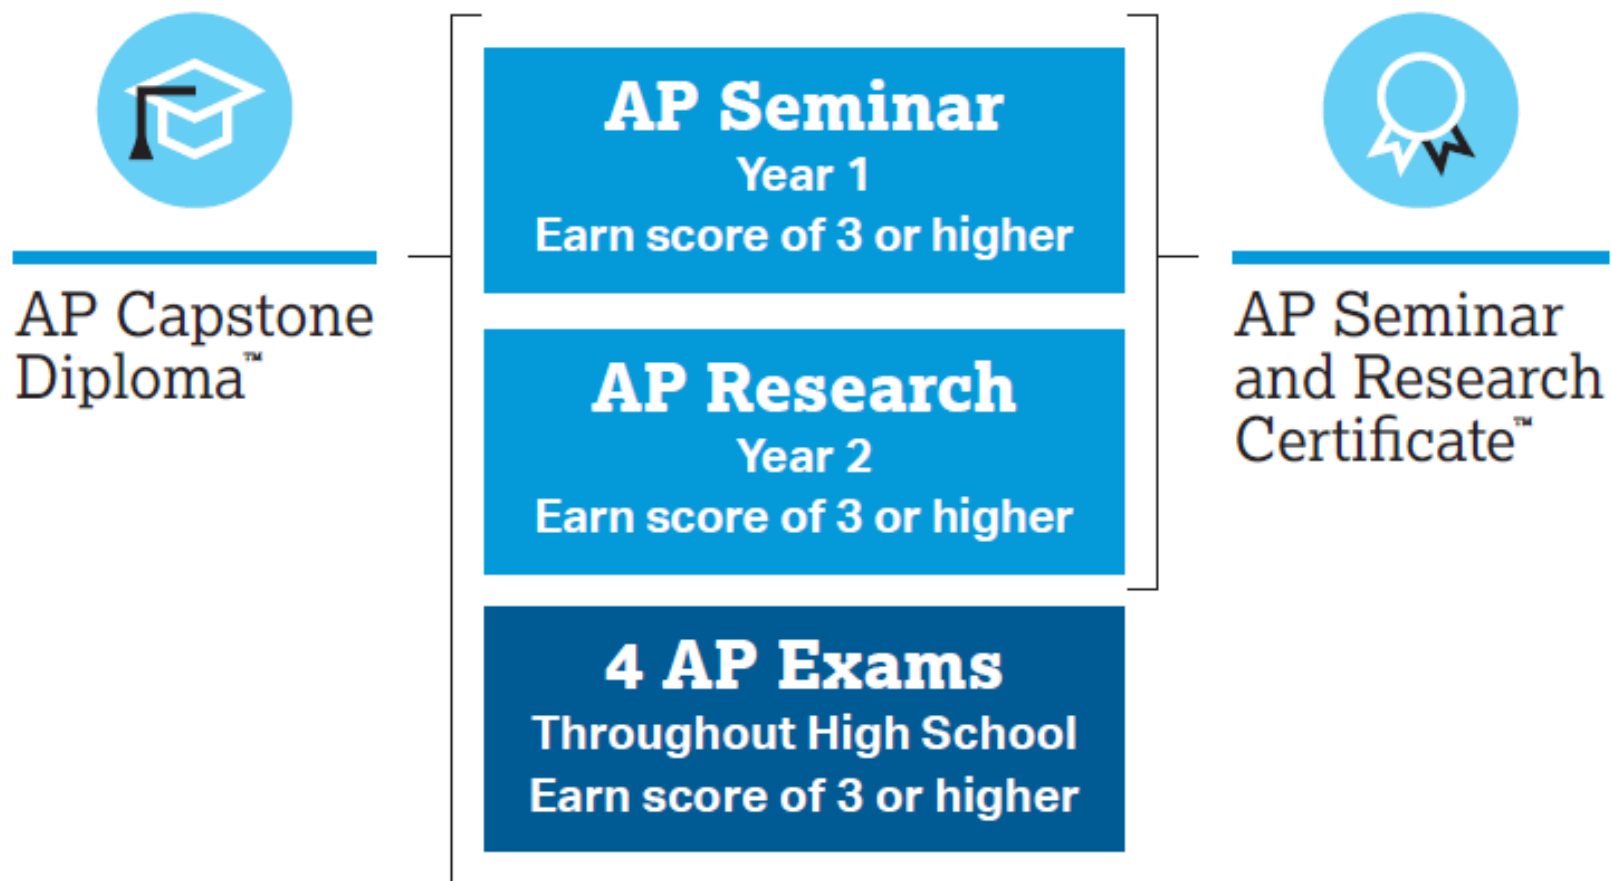 AP Capstone
Diploma™
AP Seminar
Year 1
Earn score of 3 or higher
AP Research
Year 2
Earn score of 3 or higher
4 AP Exams
Throughout High School
Earn score of 3 or higher
AP Seminar
and Research
Certificate™